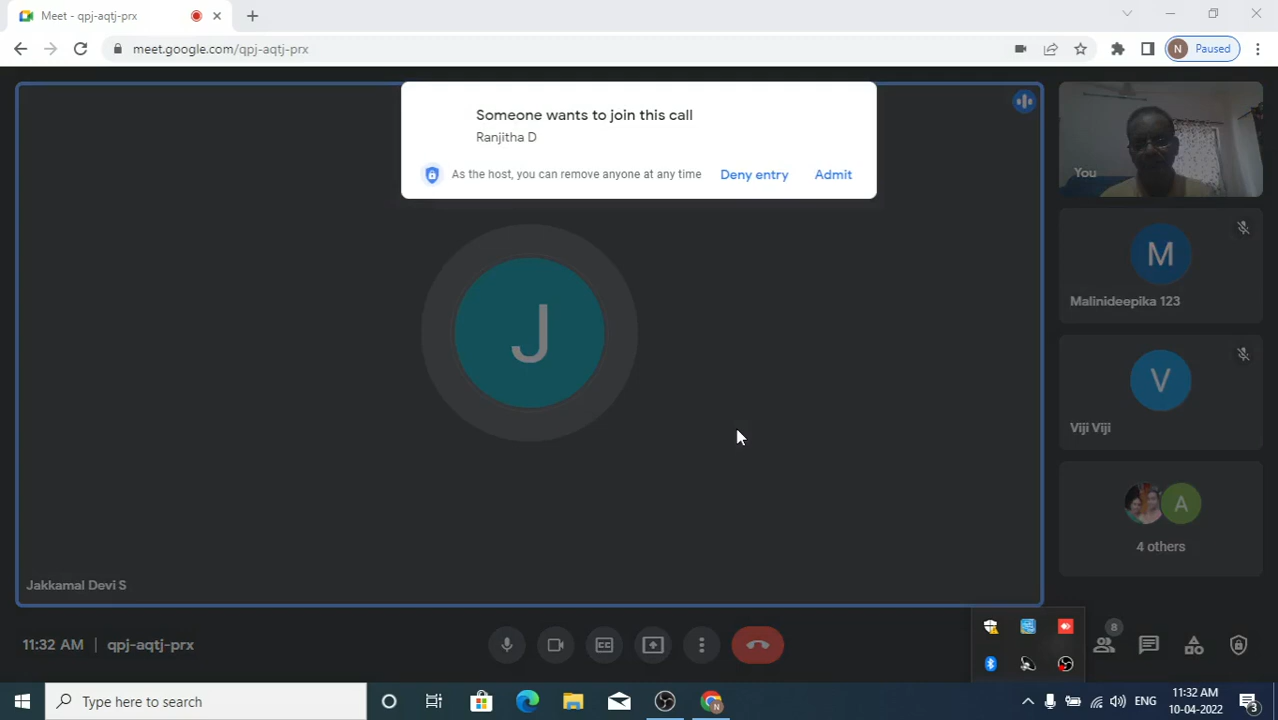 Meet - qpj-aqtj-prx
meet.google.com/qpj-aqtj-prx
N Paused
Someone wants to join this call
Ranjitha D
As the host, you can remove anyone at any time Deny entry Admit
You
J
M
Malinideepika 123
V
Viji Viji
A
4 others
Jakkamal Devi S
11:32 AM | qpj-aqtj-prx
CC
8
Type here to search
N
ENG
11:32 AM
10-04-2022
3